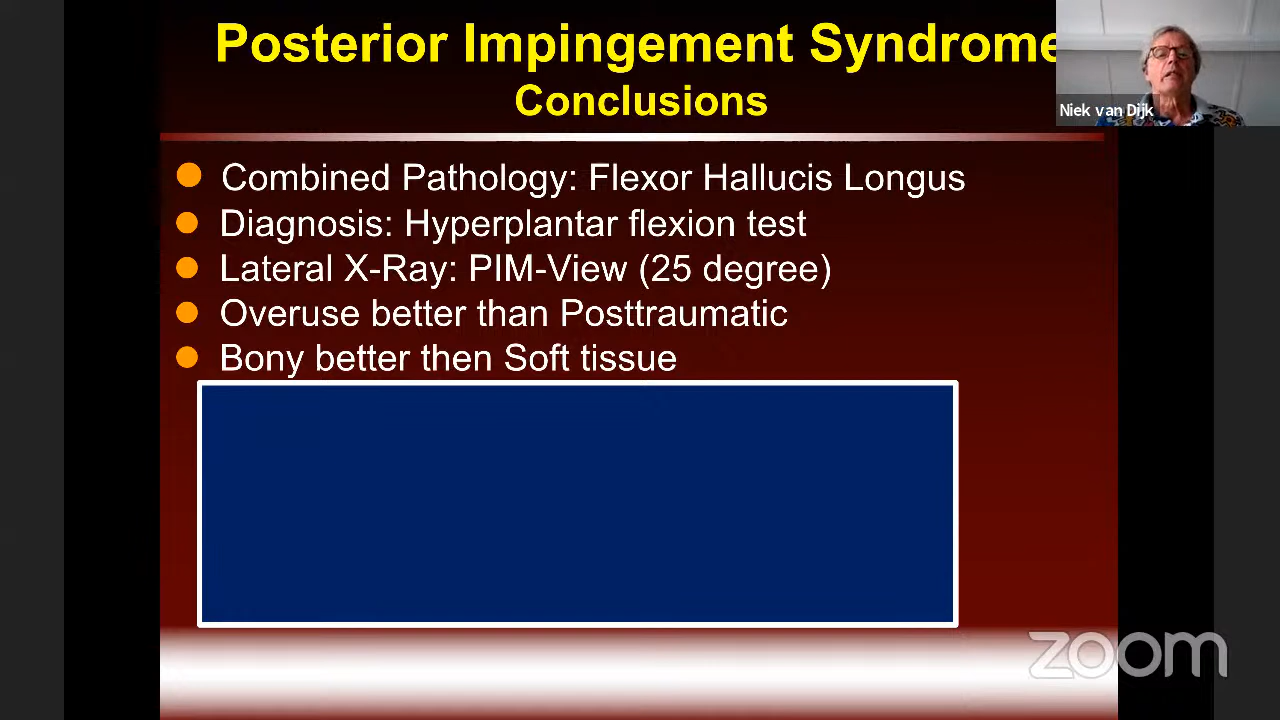 Posterior Impingement Syndrome
Conclusions
Niek van Dijk
Combined Pathology: Flexor Hallucis Longus
Diagnosis: Hyperplantar flexion test
Lateral X-Ray: PIM-View (25 degree)
Overuse better than Posttraumatic
Bony better then Soft tissue
zoom